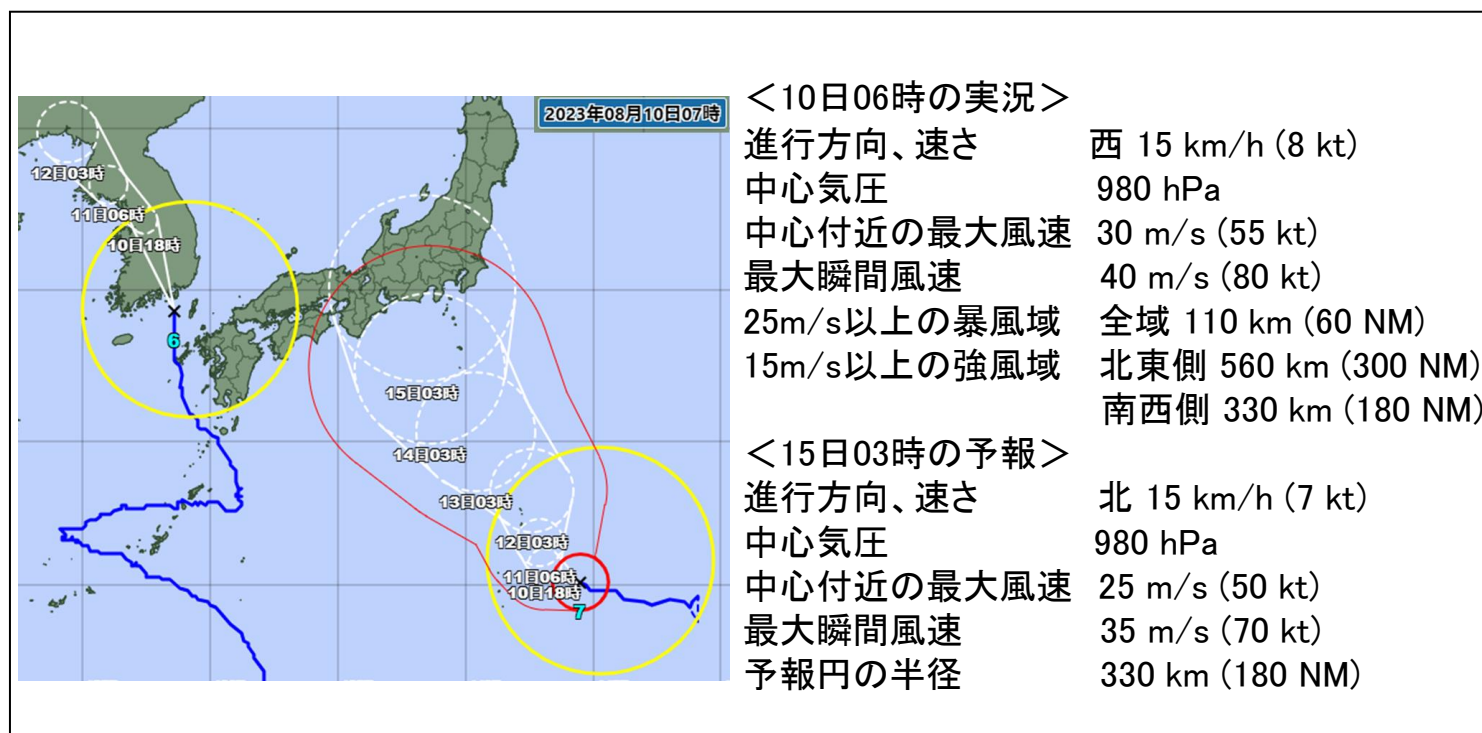 2023年08月10日07時
12日03時
11日06時
10日18時
6
15日03時
14日03時
13日03時
12日03時
11日06時
10日18時
7
＜10日06時の実況＞
進行方向、速さ 西 15 km/h (8 kt)
中心気圧 980 hPa
中心付近の最大風速 30 m/s (55 kt)
最大瞬間風速 40 m/s (80 kt)
25m/s以上の暴風域 全域 110 km (60 NM)
15m/s以上の強風域 北東側 560 km (300 NM)
南西側 330 km (180 NM)
＜15日03時の予報＞
進行方向、速さ 北 15 km/h (7 kt)
中心気圧 980 hPa
中心付近の最大風速 25 m/s (50 kt)
最大瞬間風速 35 m/s (70 kt)
予報円の半径 330 km (180 NM)